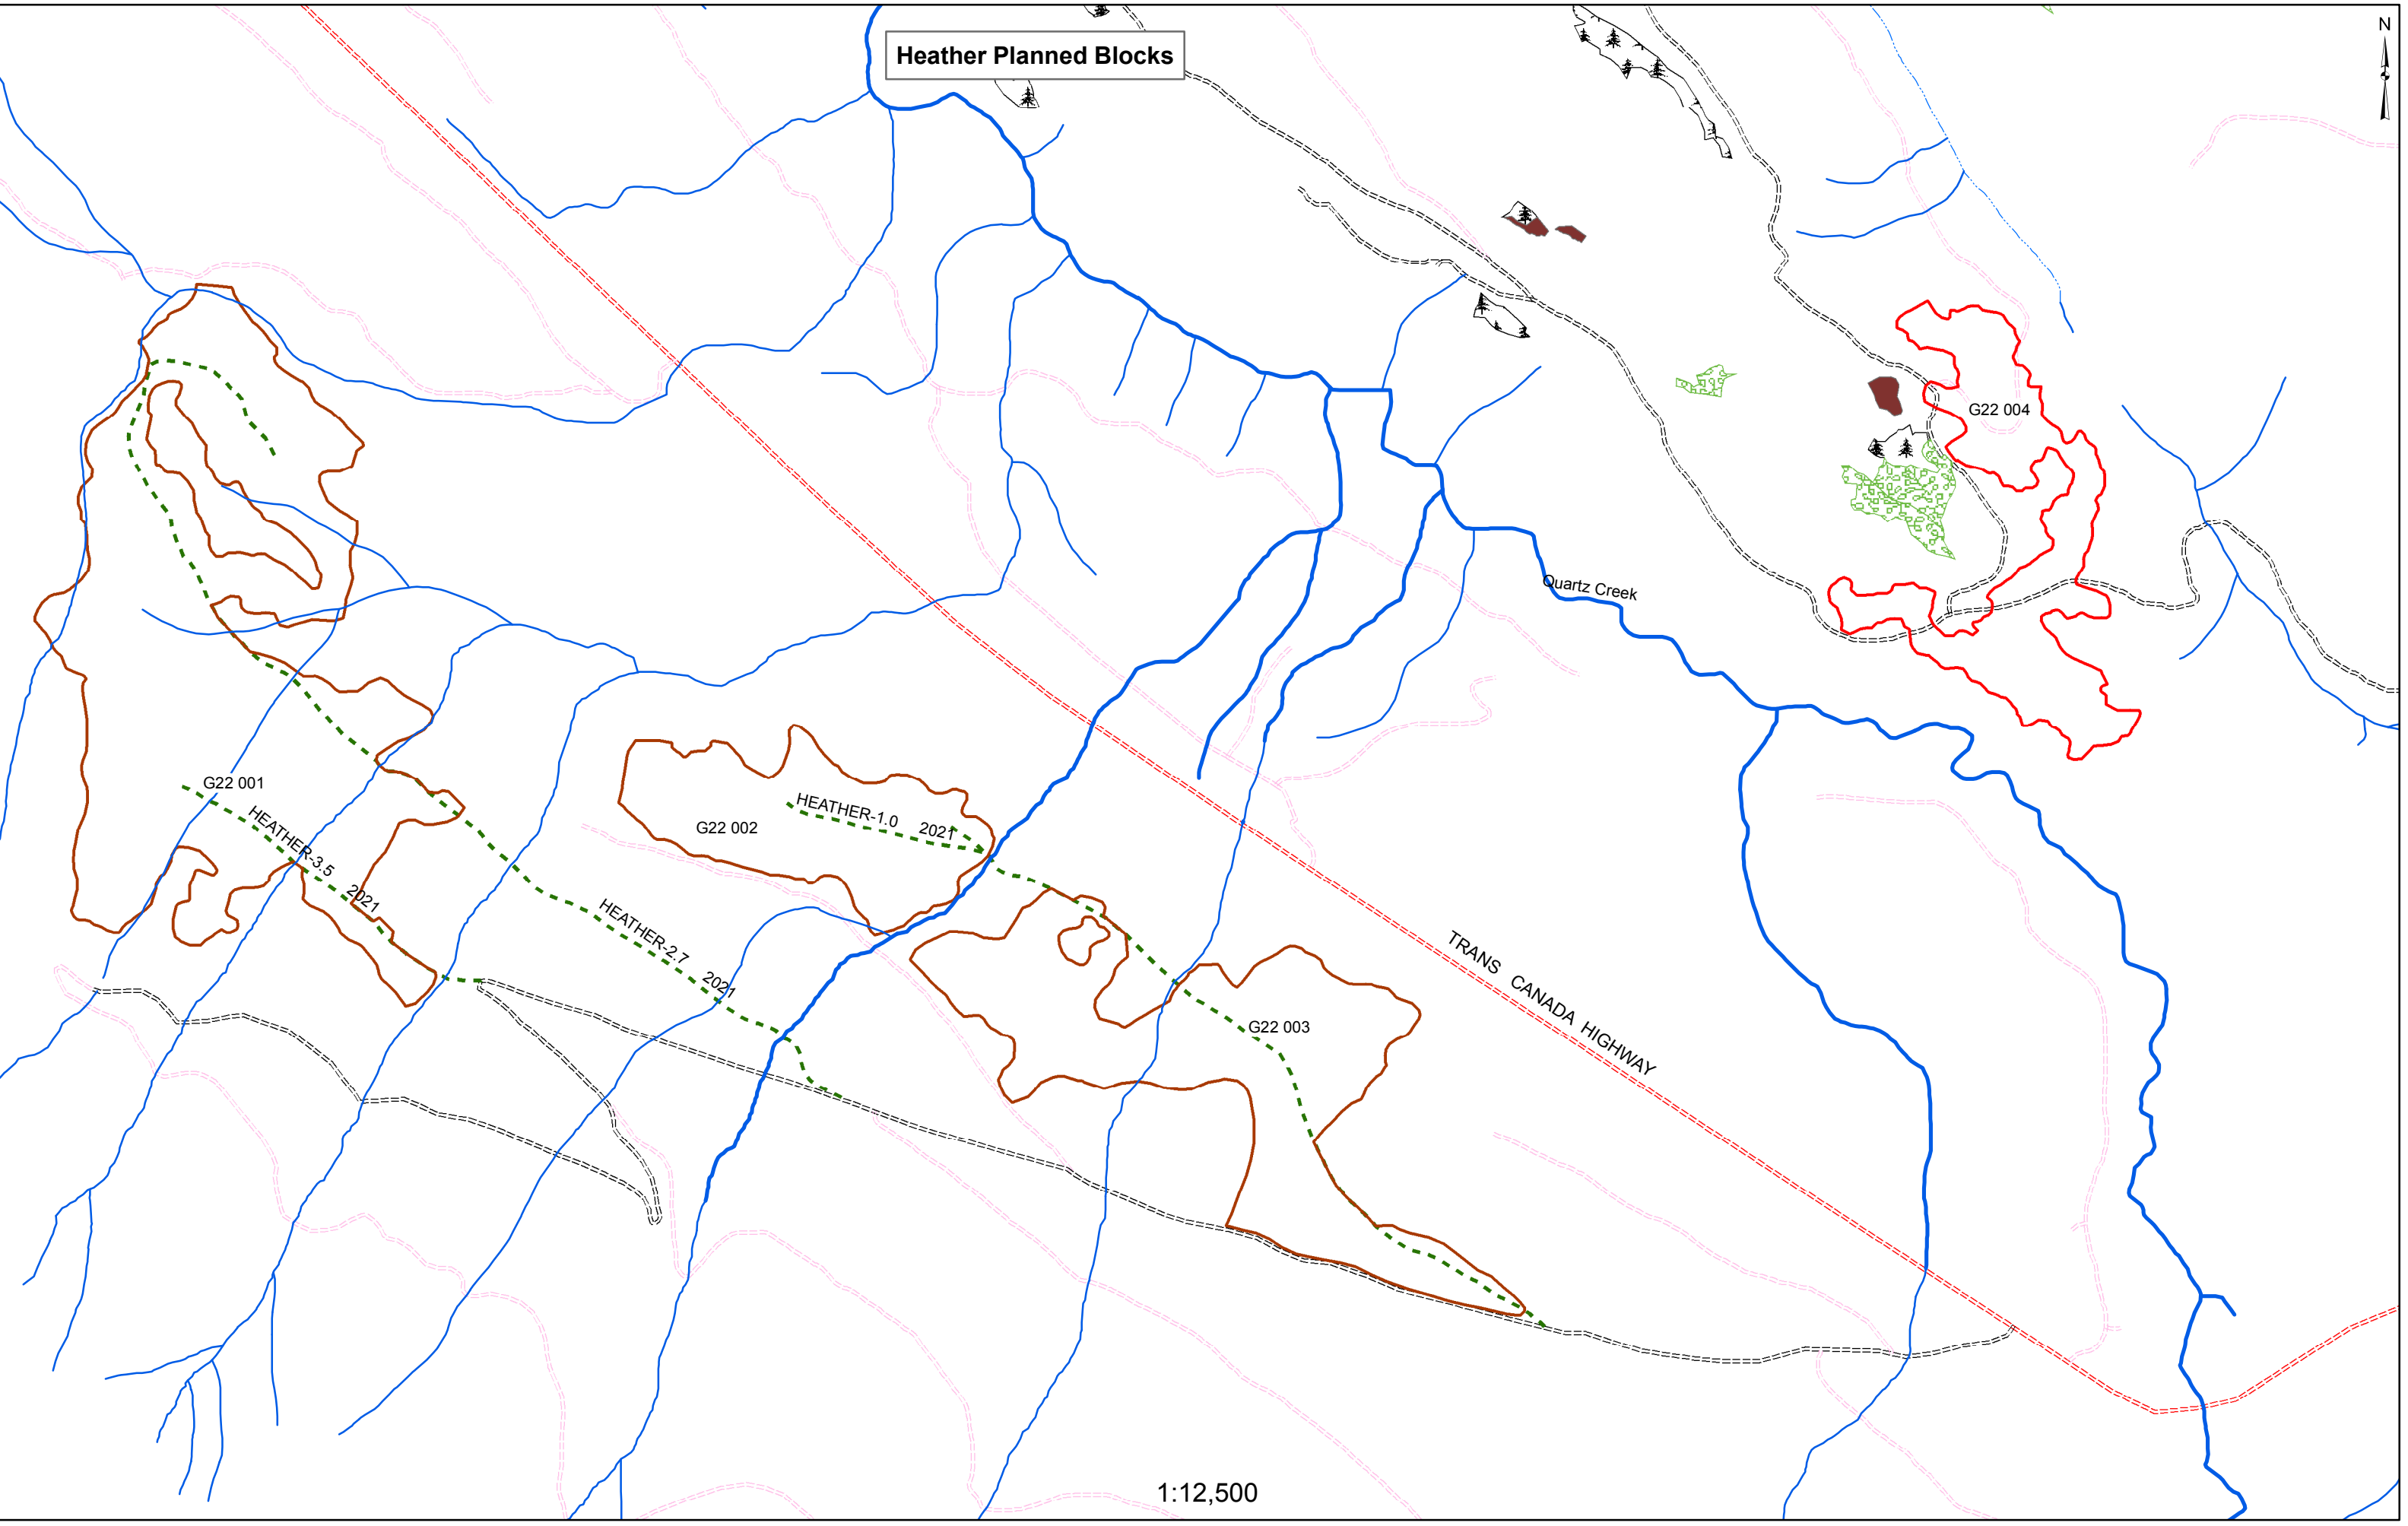 N
Heather Planned Blocks
G22 004
Quartz Creek
G22 001
HEATHER-3.5 2021
HEATHER-1.0 2021
G22 002
HEATHER-2.7 2021
TRANS CANADA HIGHWAY
G22 003
1:12,500